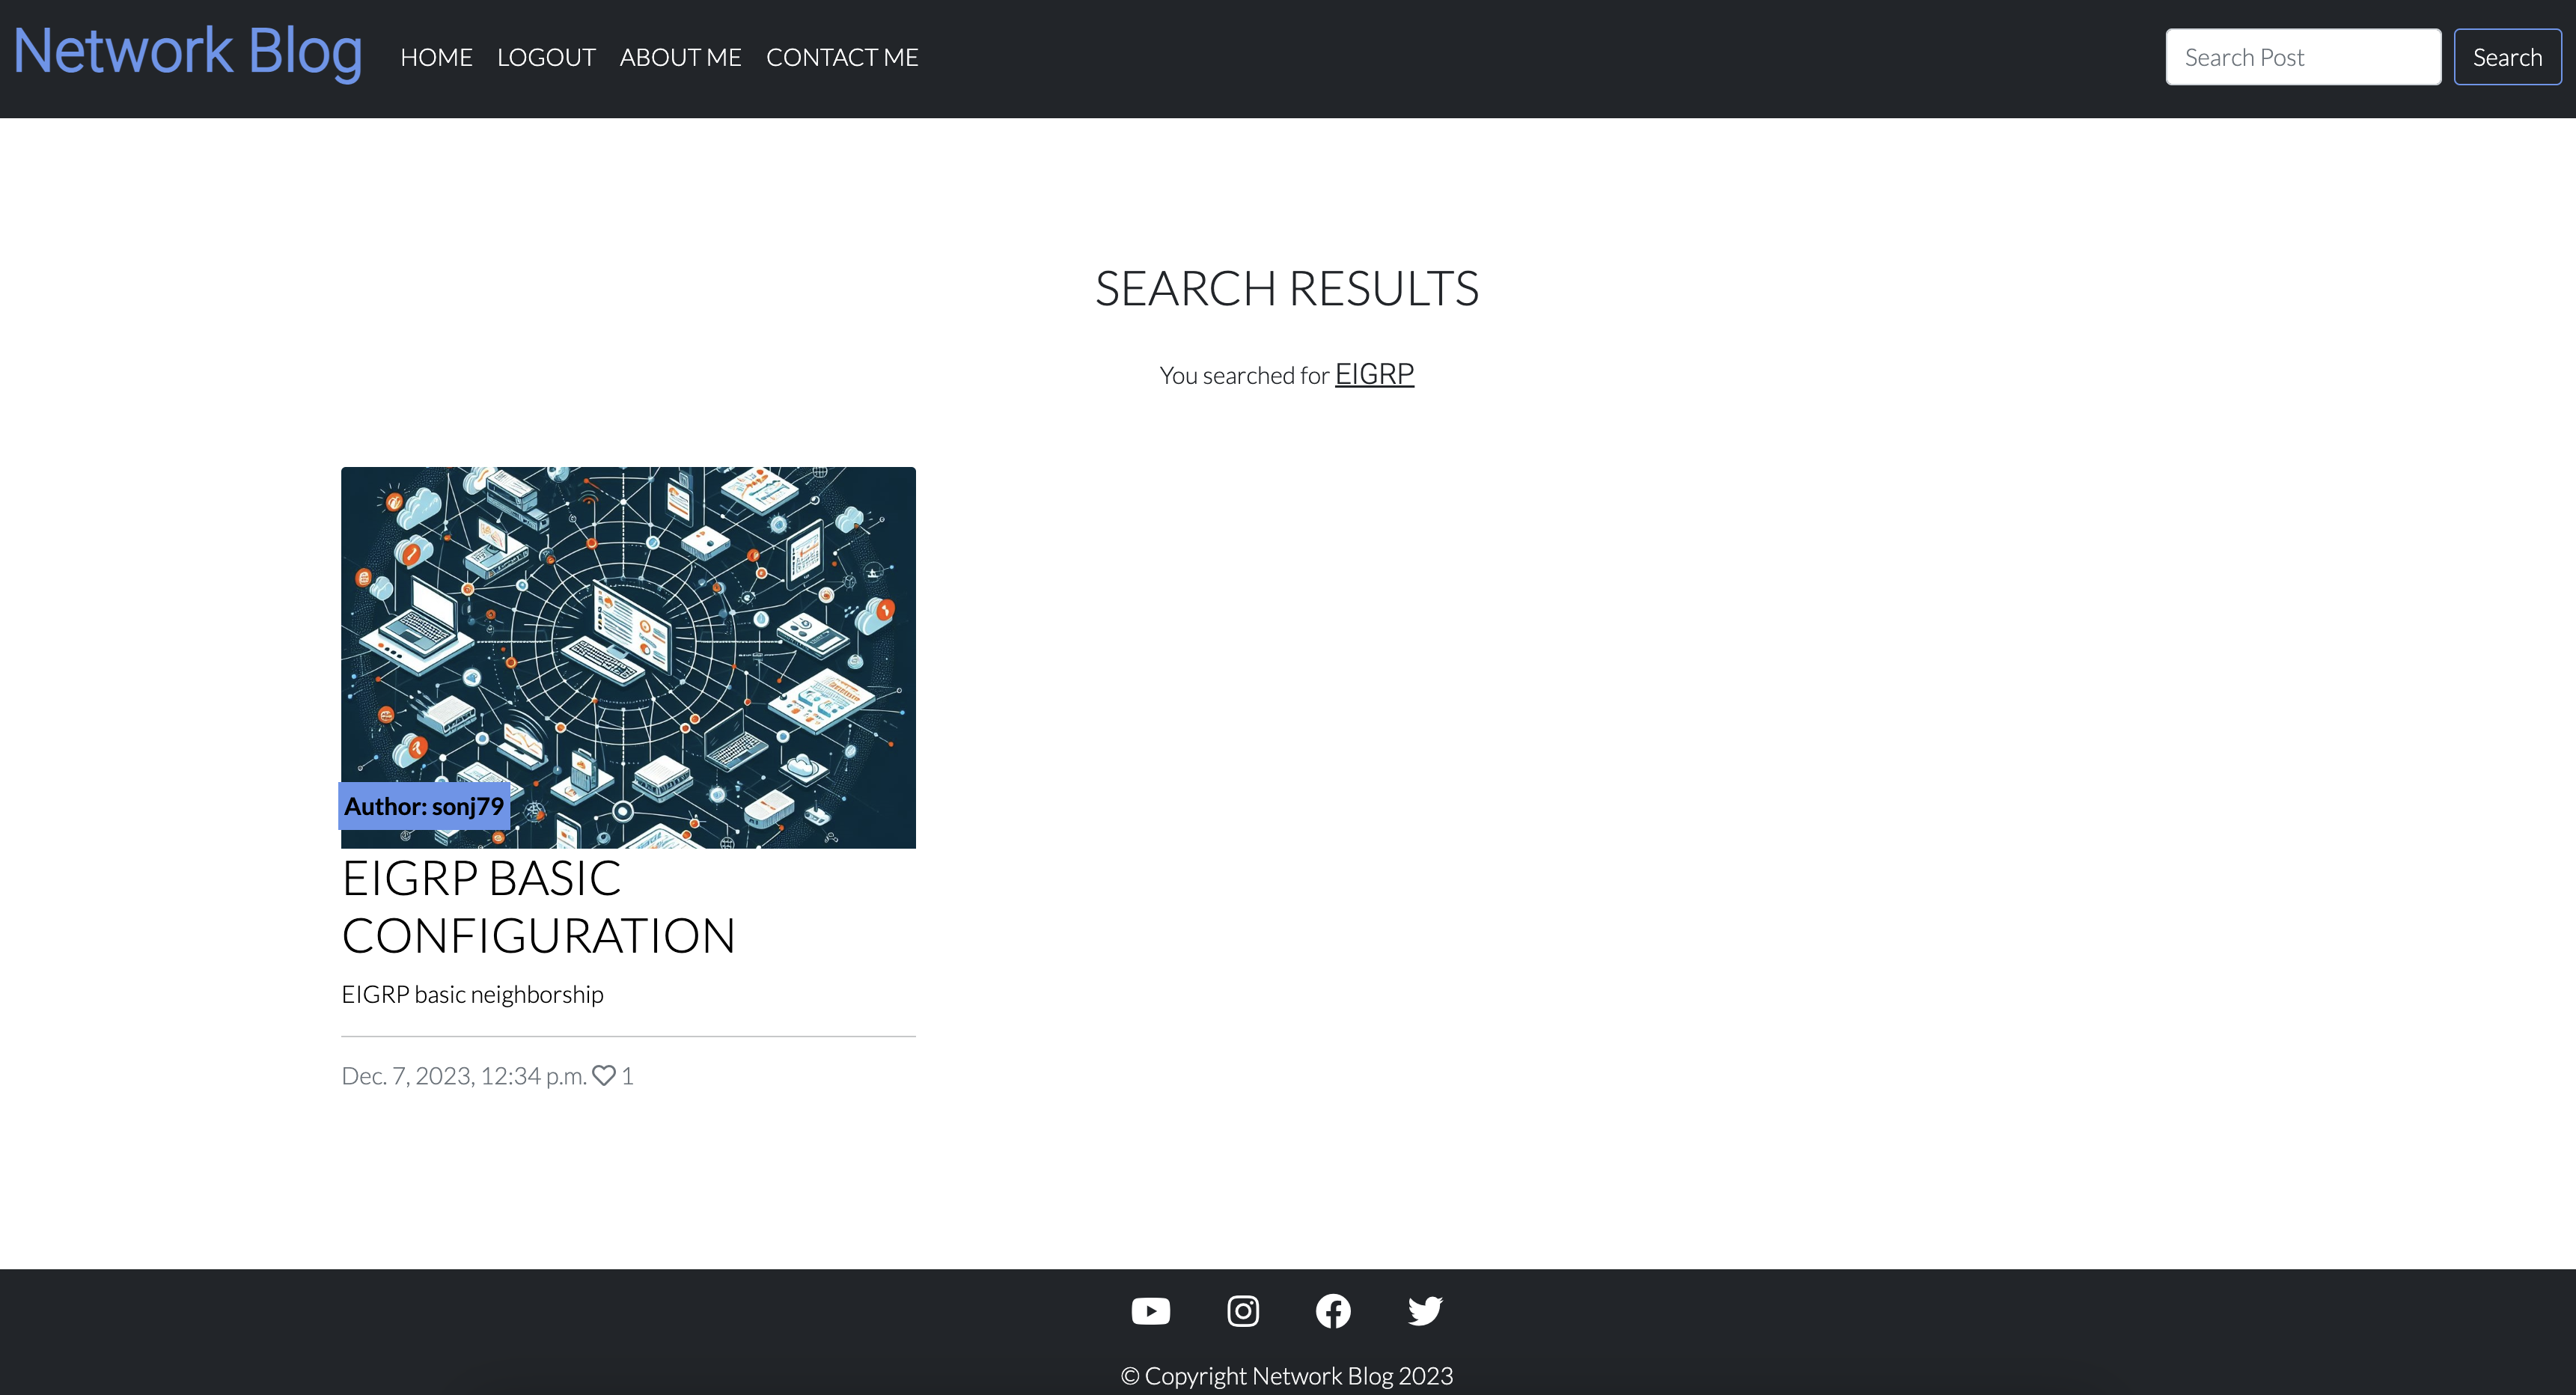 Network Blog HOME LOGOUT ABOUT ME CONTACT ME Search Post Search
SEARCH RESULTS
You searched for EIGRP
Author: sonj79
EIGRP BASIC
CONFIGURATION
EIGRP basic neighborship
Dec. 7, 2023, 12:34 p.m. 1
© Copyright Network Blog 2023